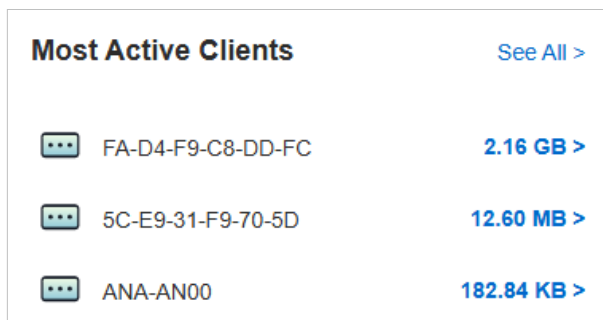 Most Active Clients See All >
FA-D4-F9-C8-DD-FC 2.16 GB >
5C-E9-31-F9-70-5D 12.60 MB >
ANA-AN00 182.84 KB >